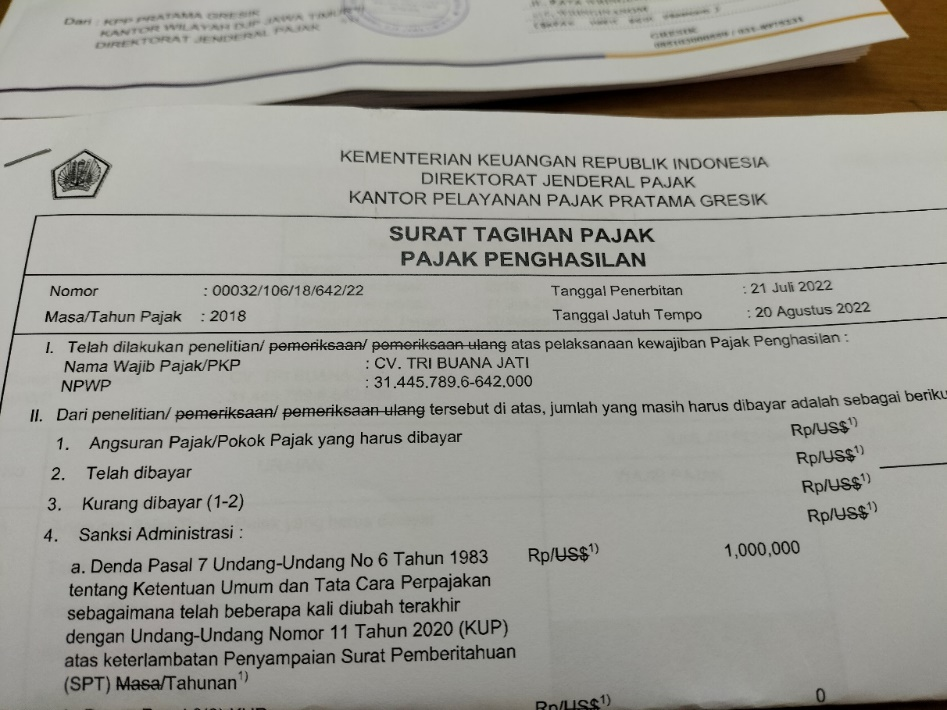 Dari : KPP PRATAMA GRESIK
KANTOR WILAYAH DJP JAWA TIMUR
DIREKTORAT JENDERAL PAJAK
GRESIK
KEMENTERIAN KEUANGAN REPUBLIK INDONESIA
DIREKTORAT JENDERAL PAJAK
KANTOR PELAYANAN PAJAK PRATAMA GRESIK
SURAT TAGIHAN PAJAK
PAJAK PENGHASILAN
Nomor : 00032/106/18/642/22 Tanggal Penerbitan : 21 Juli 2022
Masa/Tahun Pajak : 2018 Tanggal Jatuh Tempo : 20 Agustus 2022
I. Telah dilakukan penelitian/ pemeriksaan/ pemeriksaan ulang atas pelaksanaan kewajiban Pajak Penghasilan :
Nama Wajib Pajak/PKP : CV. TRI BUANA JATI
NPWP : 31.445.789.6-642.000
II. Dari penelitian/ pemeriksaan/ pemeriksaan ulang tersebut di atas, jumlah yang masih harus dibayar adalah sebagai beriku
1. Angsuran Pajak/Pokok Pajak yang harus dibayar Rp/US$1)
2. Telah dibayar Rp/US$1)
3. Kurang dibayar (1-2) Rp/US$1)
4. Sanksi Administrasi : Rp/US$1)
a. Denda Pasal 7 Undang-Undang No 6 Tahun 1983 Rp/US$1) 1,000,000
tentang Ketentuan Umum dan Tata Cara Perpajakan
sebagaimana telah beberapa kali diubah terakhir
dengan Undang-Undang Nomor 11 Tahun 2020 (KUP)
atas keterlambatan Penyampaian Surat Pemberitahuan
(SPT) Masa/Tahunan1)
Rp/US$1) 0